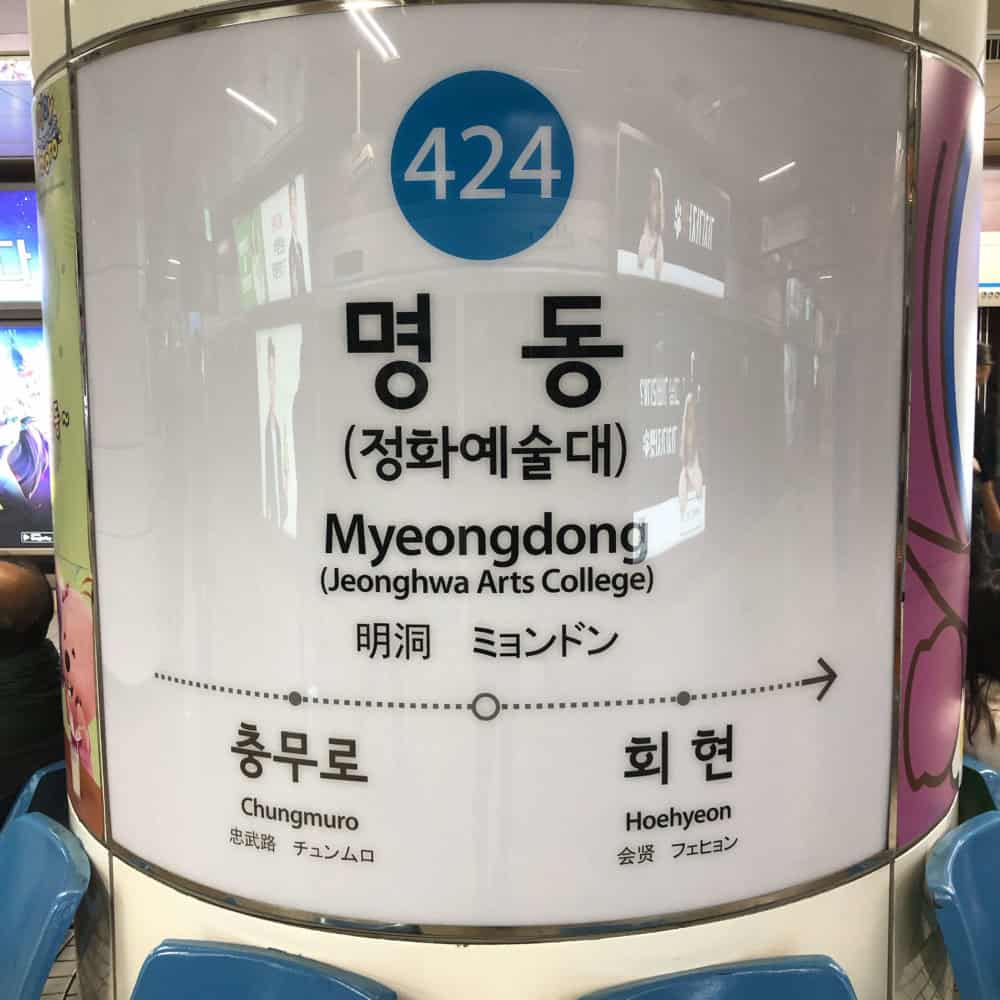 424
명 동
(정화예술대)
Myeongdong
(Jeonghwa Arts College)
明洞 ミョンドン
충무로
Chungmuro
忠武路 チュンムロ
회 현
Hoehyeon
会贤 フェヒョン